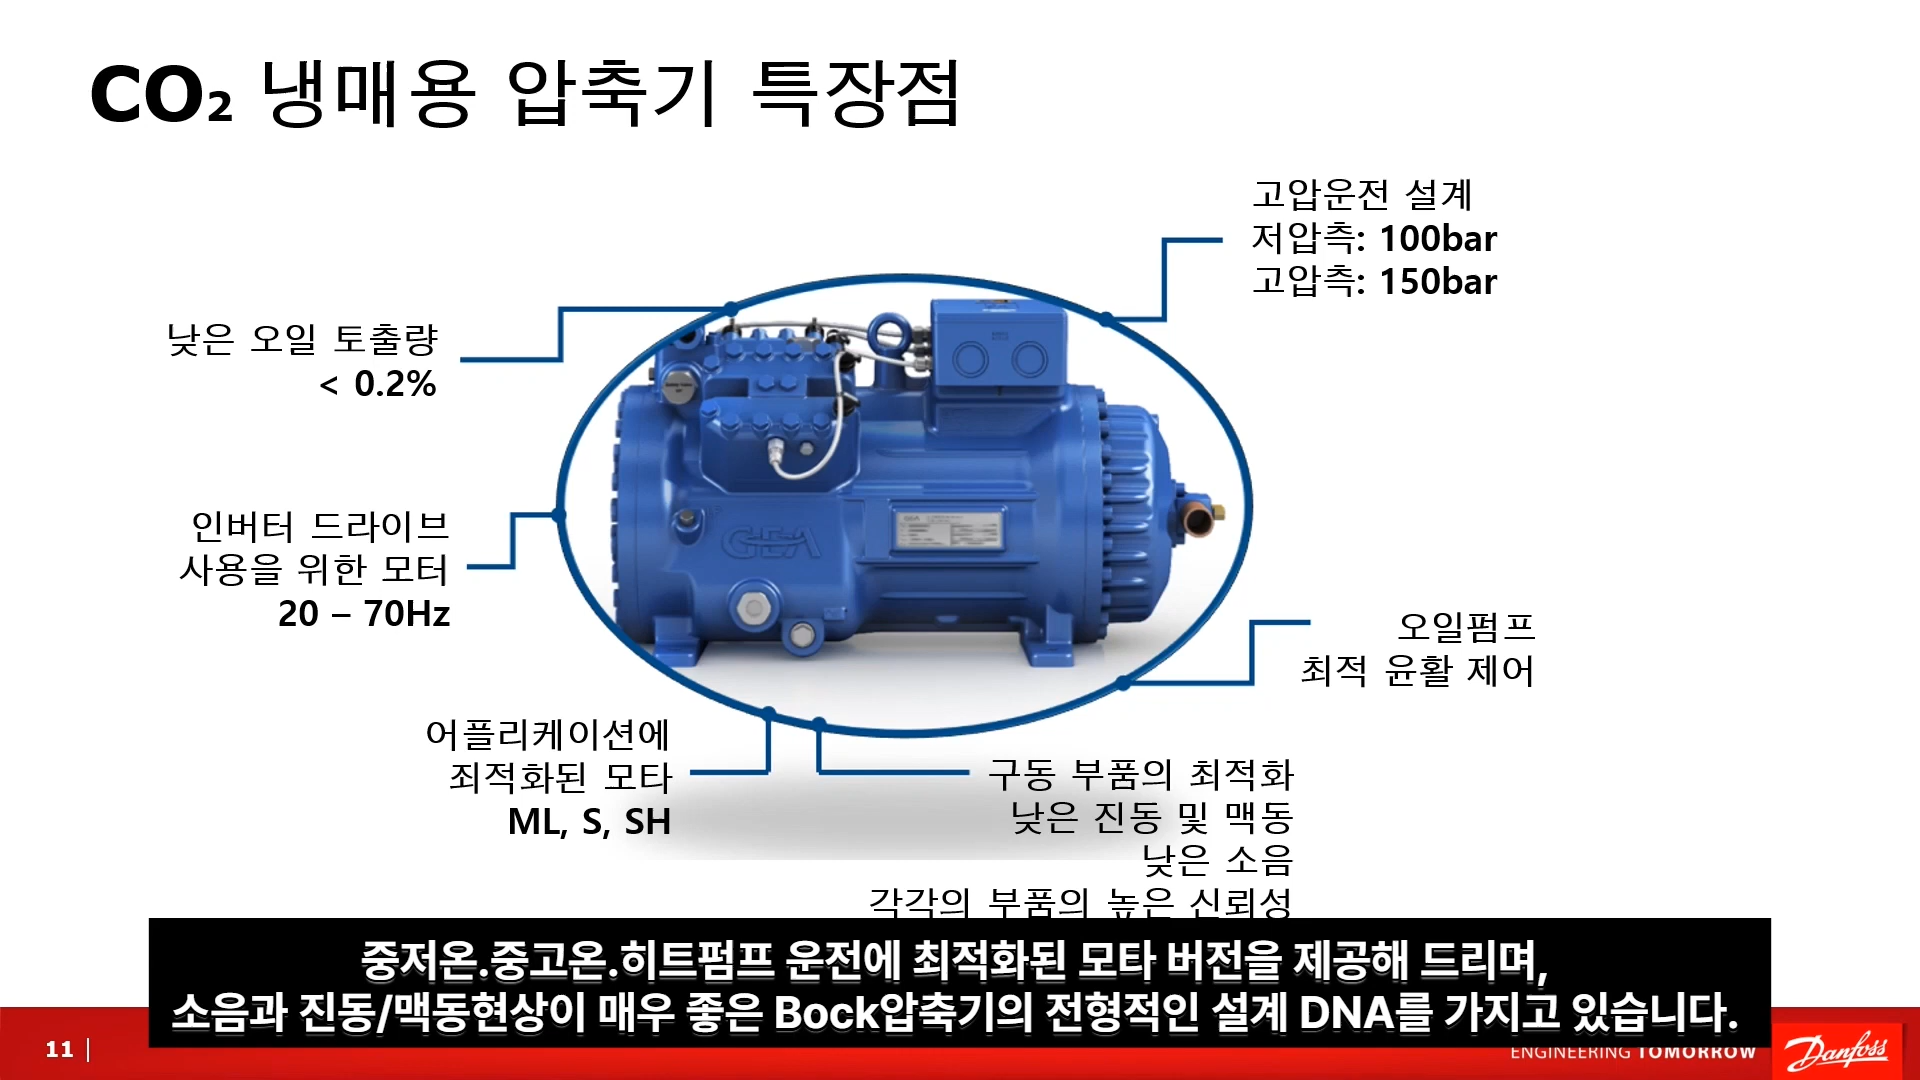 CO₂ 냉매용 압축기 특장점
고압운전 설계
저압측: 100bar
고압측: 150bar
낮은 오일 토출량
< 0.2%
인버터 드라이브
사용을 위한 모터
20 – 70Hz
GEA
GEA
오일펌프
최적 윤활 제어
어플리케이션에
죄적화된 모타
ML, S, SH
구동 부품의 최적화
낮은 진동 및 맥동
낮은 소음
각각의 부품의 높은 신뢰성
중저온.중고온.히트펌프 운전에 최적화된 모타 버전을 제공해 드리며,
소음과 진동/맥동현상이 매우 좋은 Bock압축기의 전형적인 설계 DNA를 가지고 있습니다.
11
ENGINEERING TOMORROW
Danfoss